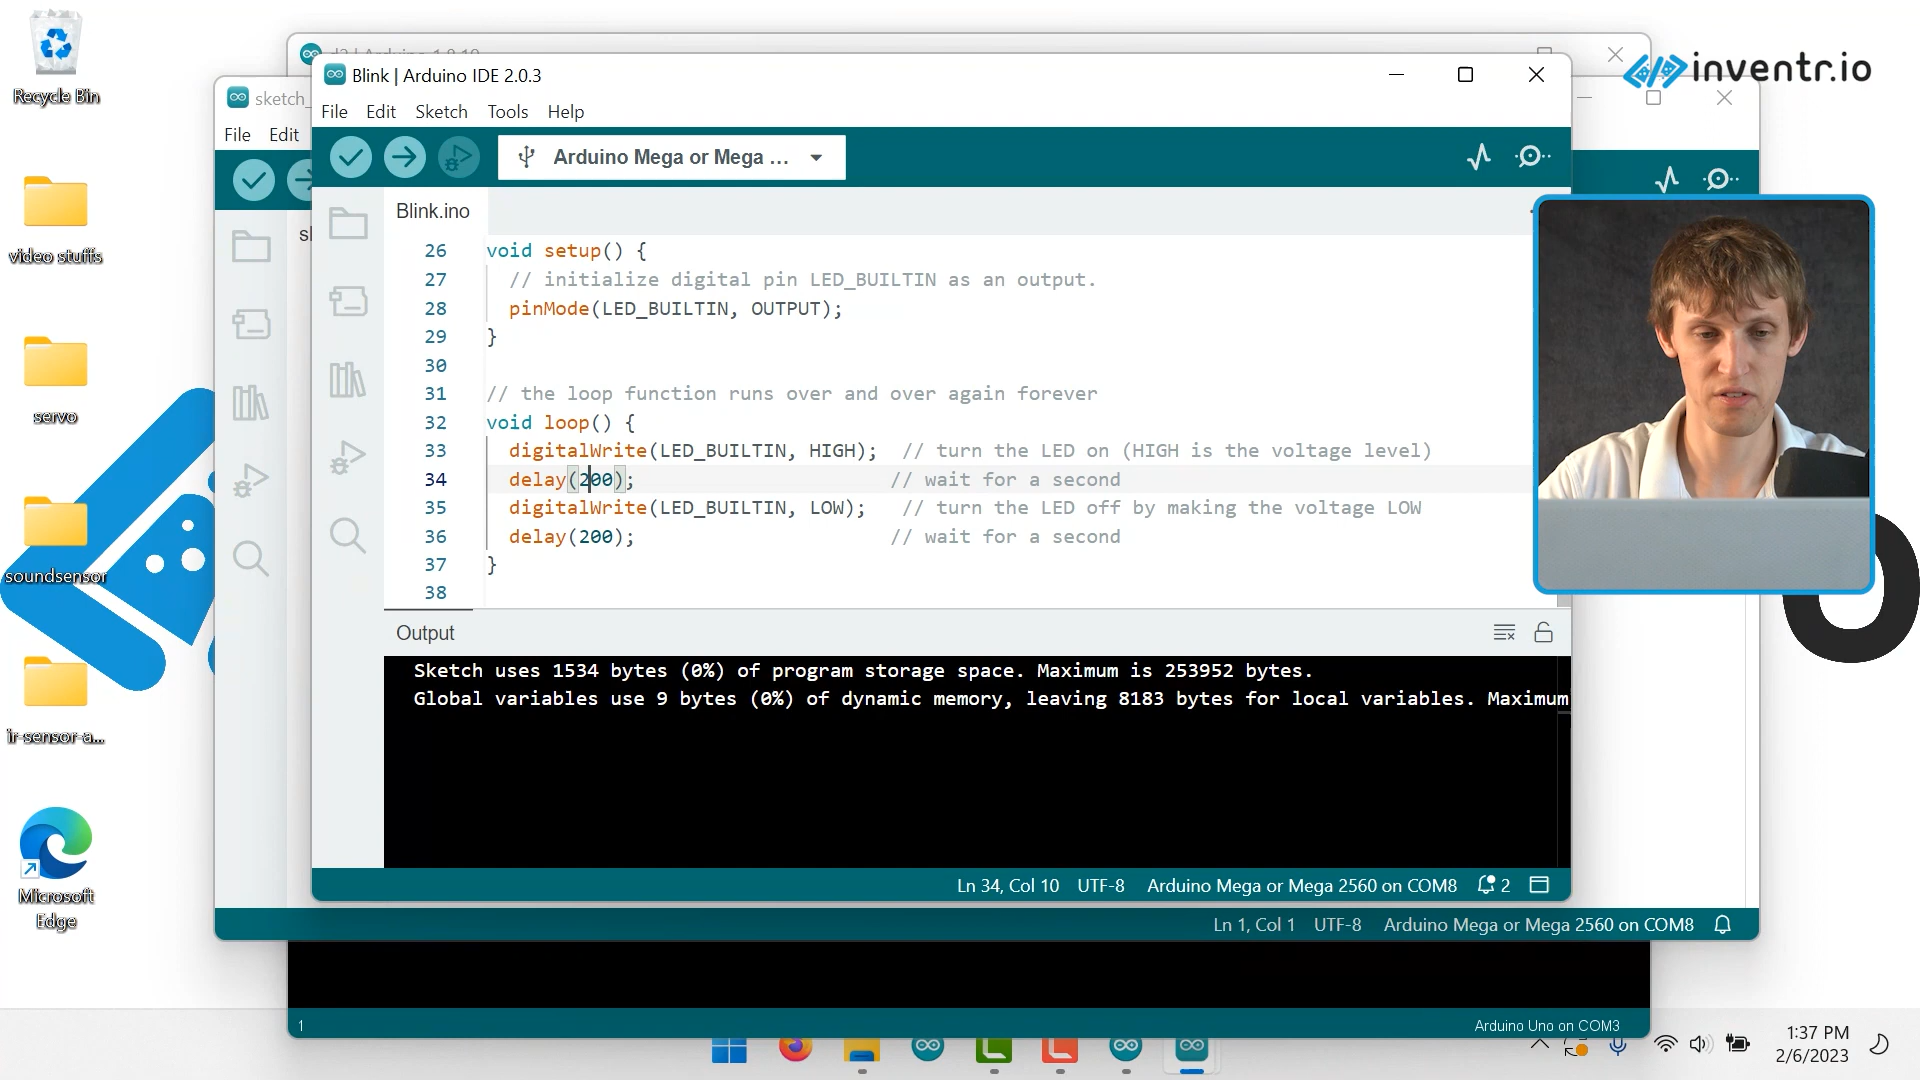 Recycle Bin
video stuffs
servo
soundsensor
ir-sensor-a...
Microsoft
Edge
inventr.io
sketch_
File Edit
Blink | Arduino IDE 2.0.3
File Edit Sketch Tools Help
Arduino Mega or Mega ...
Blink.ino
26 void setup() {
27 // initialize digital pin LED_BUILTIN as an output.
28 pinMode(LED_BUILTIN, OUTPUT);
29 }
30
31 // the loop function runs over and over again forever
32 void loop() {
33 digitalWrite(LED_BUILTIN, HIGH); // turn the LED on (HIGH is the voltage level)
34 delay(200); // wait for a second
35 digitalWrite(LED_BUILTIN, LOW); // turn the LED off by making the voltage LOW
36 delay(200); // wait for a second
37 }
38
Output
Sketch uses 1534 bytes (0%) of program storage space. Maximum is 253952 bytes.
Global variables use 9 bytes (0%) of dynamic memory, leaving 8183 bytes for local variables. Maximum
Ln 34, Col 10 UTF-8 Arduino Mega or Mega 2560 on COM8 2
Ln 1, Col 1 UTF-8 Arduino Mega or Mega 2560 on COM8
1 Arduino Uno on COM3
1:37 PM
2/6/2023